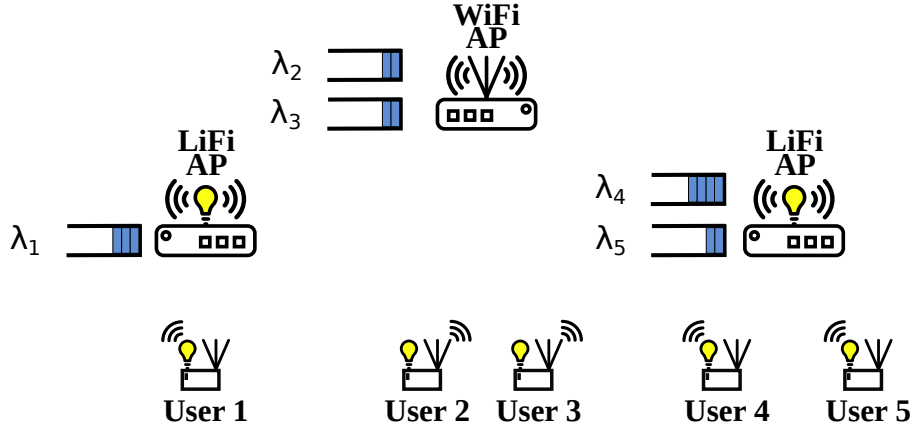 WiFi
AP
λ2
λ3
LiFi
AP
LiFi
AP
λ4
λ1
λ5
User 1
User 2
User 3
User 4
User 5